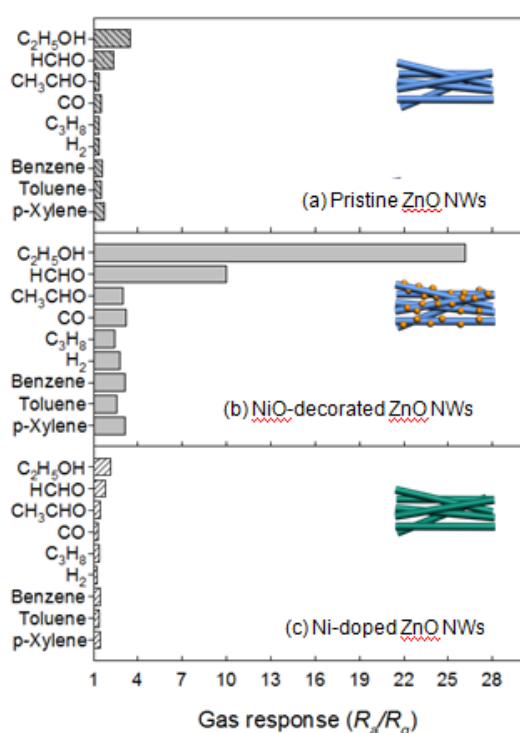 C₂H₅OH
HCHO
CH₃CHO
CO
C₃H₈
H₂
Benzene
Toluene
p-Xylene
(a) Pristine ZnO NWs
C₂H₅OH
HCHO
CH₃CHO
CO
C₃H₈
H₂
Benzene
Toluene
p-Xylene
(b) NiO-decorated ZnO NWs
C₂H₅OH
HCHO
CH₃CHO
CO
C₃H₈
H₂
Benzene
Toluene
p-Xylene
(c) Ni-doped ZnO NWs
1 4 7 10 13 16 19 22 25 28
Gas response (Rₐ/R_g)